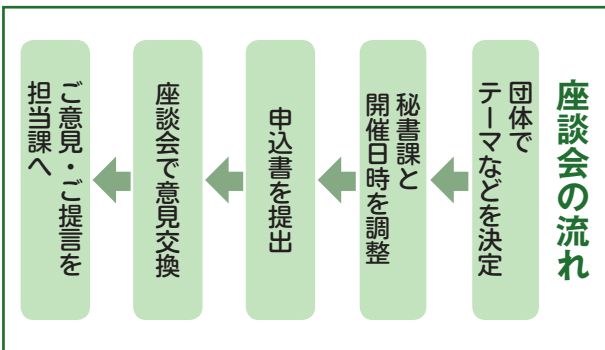 座談会の流れ
団体で
テーマなどを決定
秘書課と
開催日時を調整
申込書を提出
座談会で意見交換
ご意見・ご提言を
担当課へ